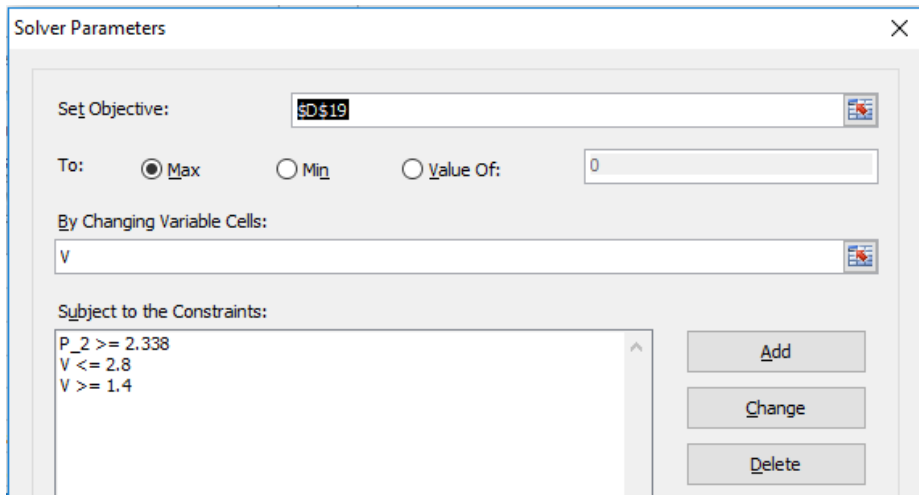 Solver Parameters
Set Objective:
$D$19
To:
Max
Min
Value Of:
0
By Changing Variable Cells:
V
Subject to the Constraints:
P_2 >= 2.338
V <= 2.8
V >= 1.4
Add
Change
Delete